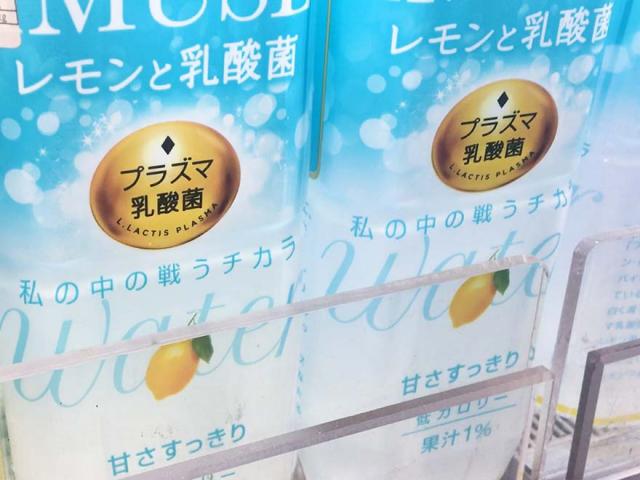 MUSE
レモンと乳酸菌
プラズマ
乳酸菌
L.LACTIS PLASMA
私の中の戦うチカラ
Water
甘さすっきり
レモンと乳酸菌
プラズマ
乳酸菌
L.LACTIS PLASMA
私の中の戦うチカラ
Water
甘さすっきり
低カロリー
果汁1%